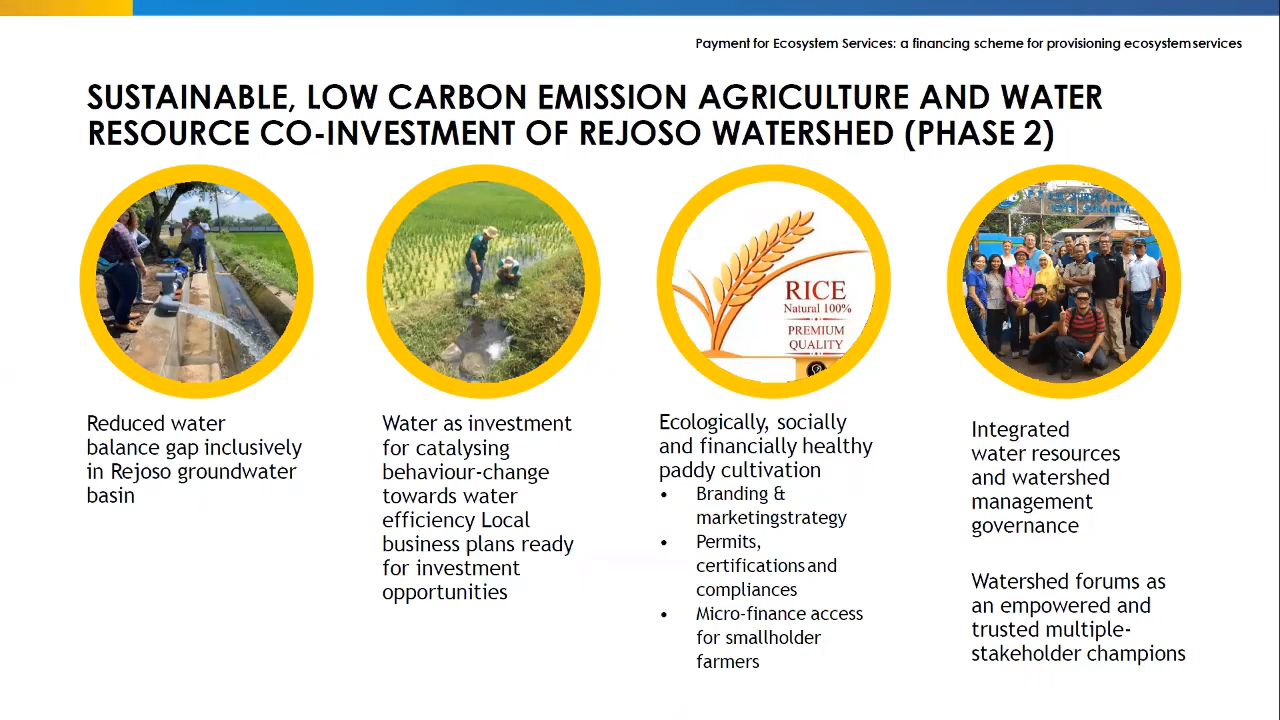 Payment for Ecosystem Services: a financing scheme for provisioning ecosystem services
SUSTAINABLE, LOW CARBON EMISSION AGRICULTURE AND WATER
RESOURCE CO-INVESTMENT OF REJOSO WATERSHED (PHASE 2)
RICE
Natural 100%
PREMIUM
QUALITY
Reduced water
balance gap inclusively
in Rejoso groundwater
basin
Water as investment
for catalysing
behaviour-change
towards water
efficiency Local
business plans ready
for investment
opportunities
Ecologically, socially
and financially healthy
paddy cultivation
• Branding &
marketingstrategy
• Permits,
certifications and
compliances
• Micro-finance access
for smallholder
farmers
Integrated
water resources
and watershed
management
governance
Watershed forums as
an empowered and
trusted multiple-
stakeholder champions